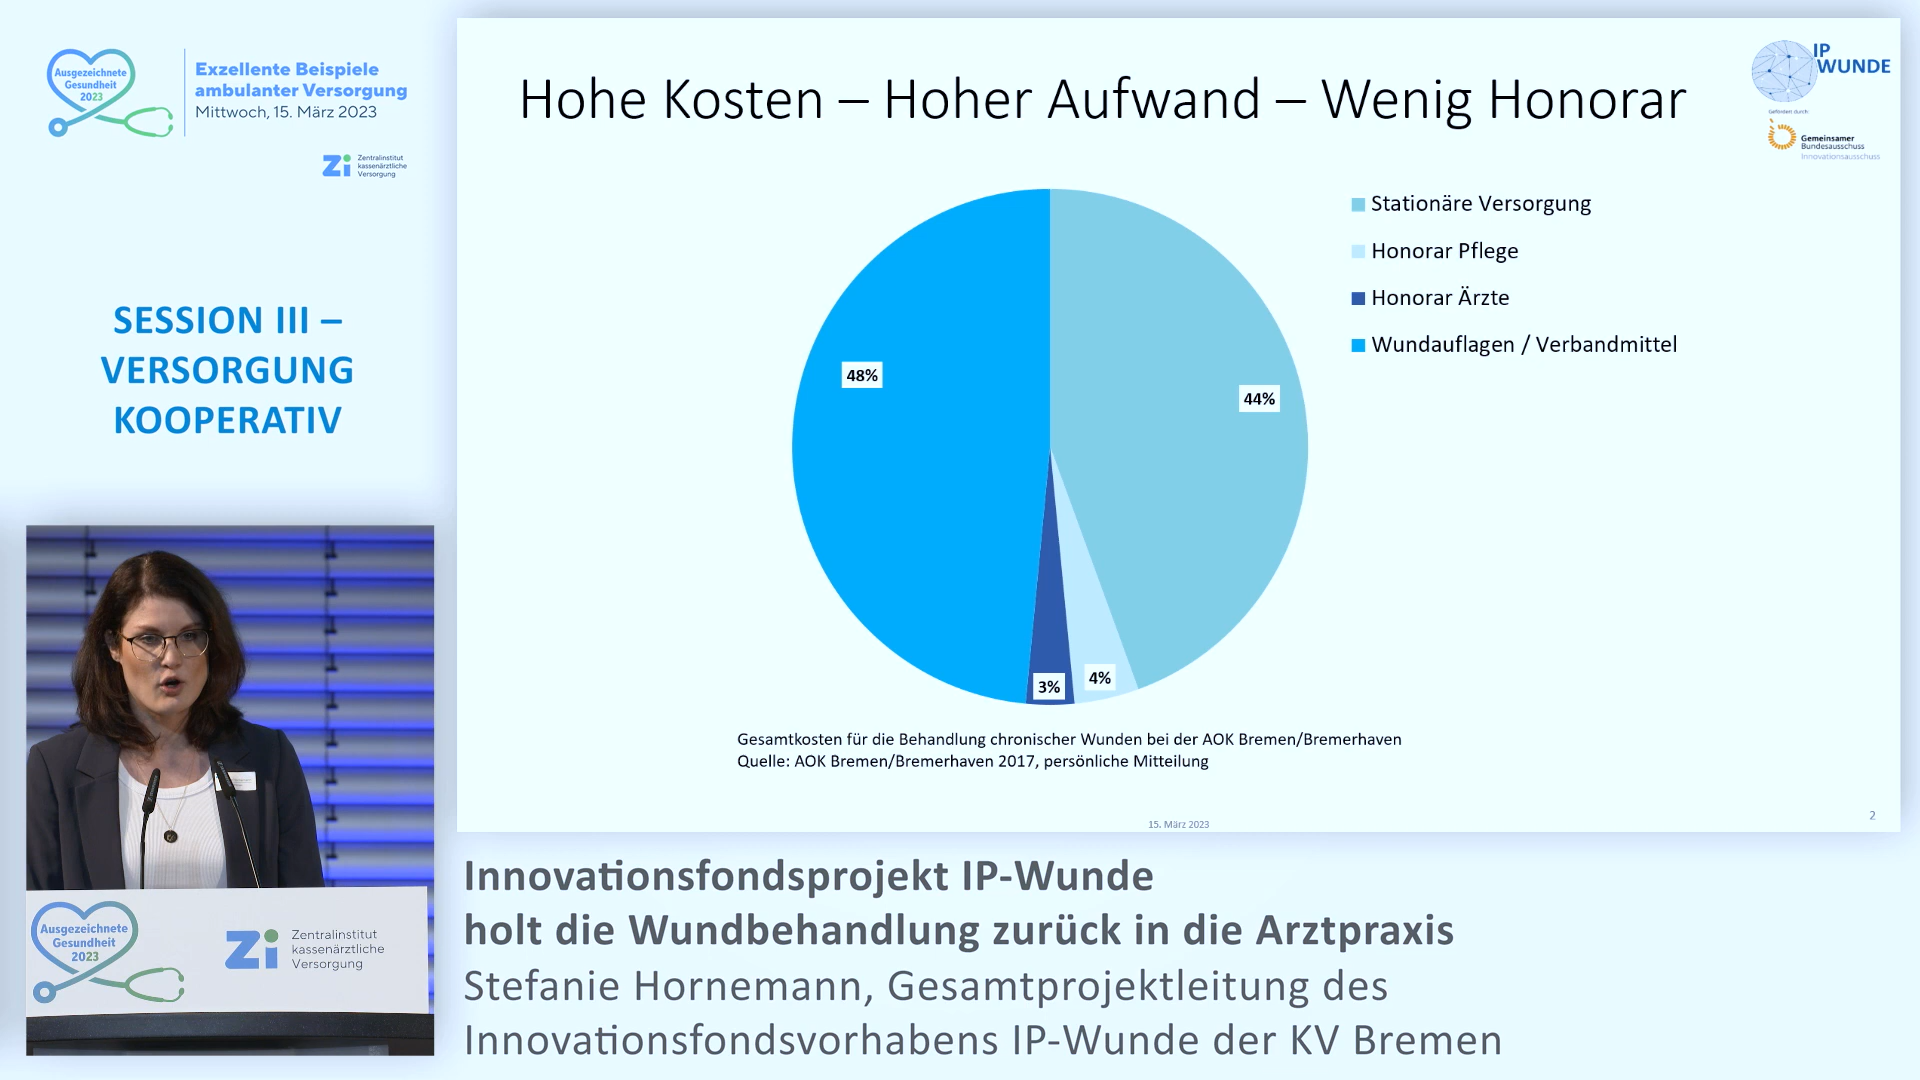 Ausgezeichnete
Gesundheit
2023
Exzellente Beispiele
ambulanter Versorgung
Mittwoch, 15. März 2023
Zi
Zentralinstitut
kassenärztliche
Versorgung
SESSION III –
VERSORGUNG
KOOPERATIV
Hohe Kosten – Hoher Aufwand – Wenig Honorar
IP
WUNDE
Gefördert durch:
Gemeinsamer
Bundesausschuss
Innovationsausschuss
Stationäre Versorgung
Honorar Pflege
Honorar Ärzte
Wundauflagen / Verbandmittel
48%
44%
3%
4%
Gesamtkosten für die Behandlung chronischer Wunden bei der AOK Bremen/Bremerhaven
Quelle: AOK Bremen/Bremerhaven 2017, persönliche Mitteilung
15. März 2023
2
Ausgezeichnete
Gesundheit
2023
Zi
Zentralinstitut
kassenärztliche
Versorgung
Innovationsfondsprojekt IP-Wunde
holt die Wundbehandlung zurück in die Arztpraxis
Stefanie Hornemann, Gesamtprojektleitung des
Innovationsfondsvorhabens IP-Wunde der KV Bremen